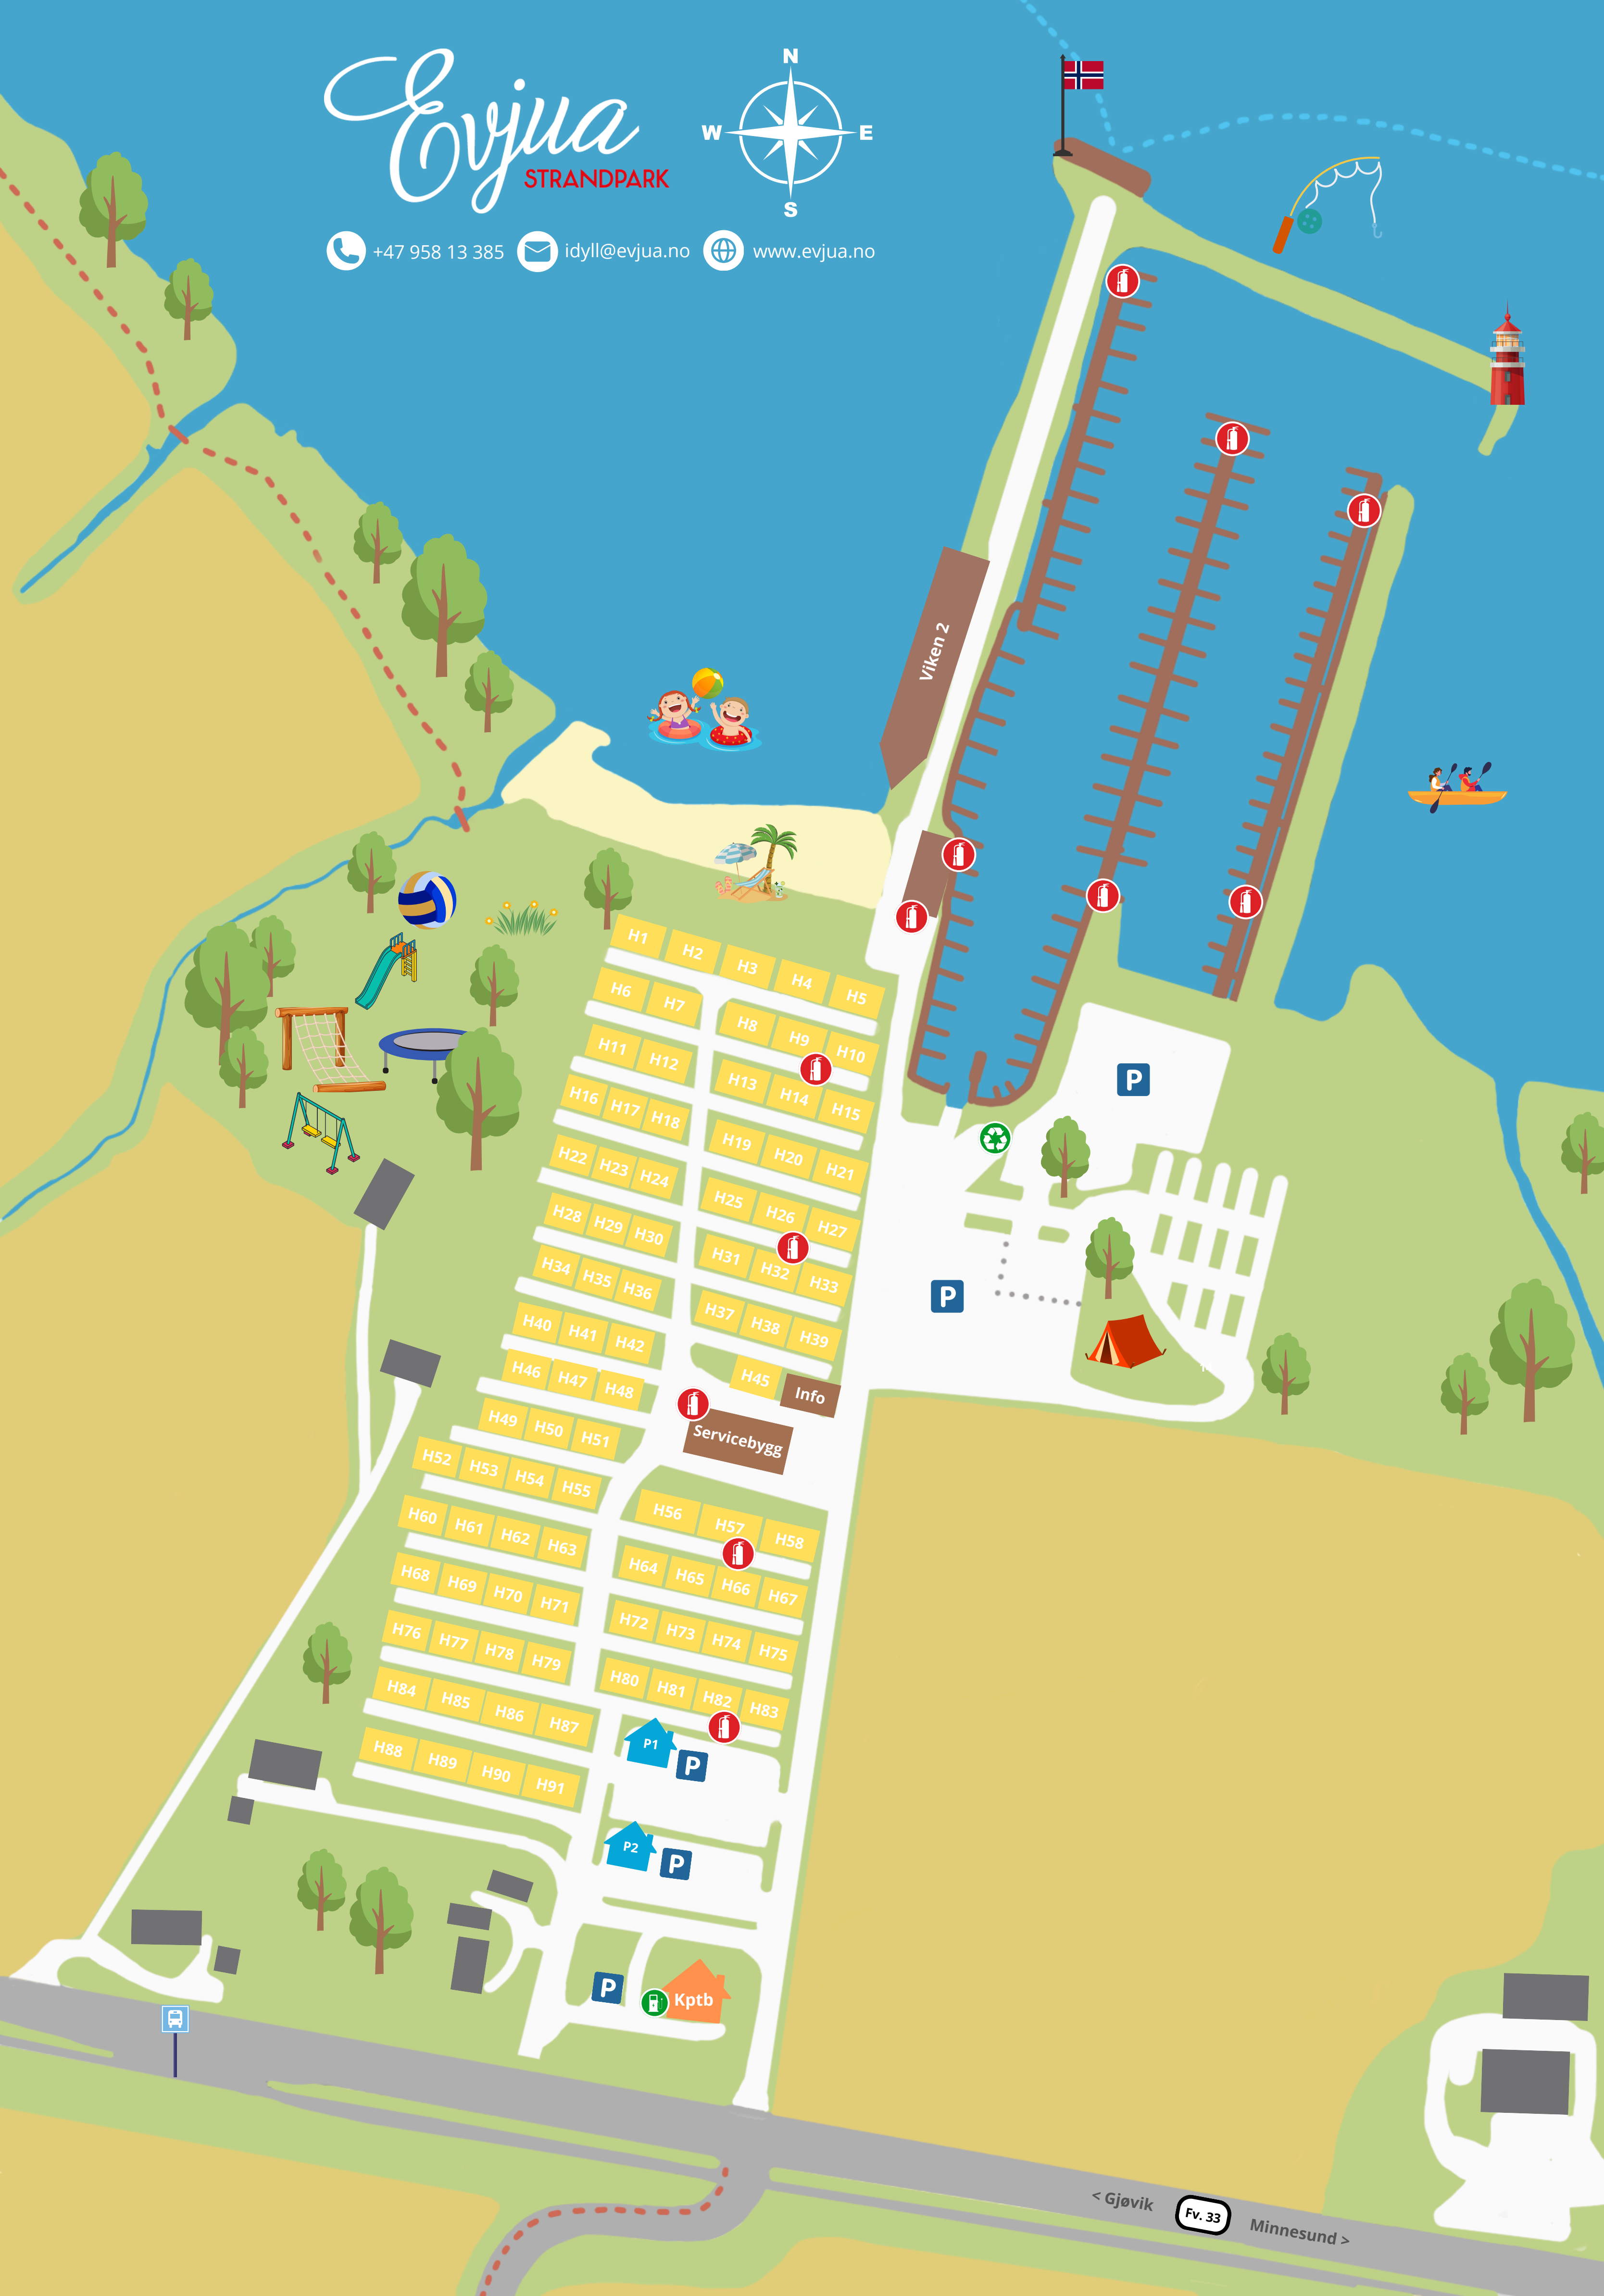 Evjua
STRANDPARK
N
W
E
S
+47 958 13 385
idyll@evjua.no
www.evjua.no
Viken 2
H1 H2 H3 H4 H5
H6 H7 H8 H9 H10
H11 H12 H13 H14 H15
H16 H17 H18 H19 H20 H21
P
H22 H23 H24 H25 H26 H27
H28 H29 H30 H31 H32 H33
P
H34 H35 H36 H37 H38 H39
H40 H41 H42 H45
Info
H46 H47 H48
Servicebygg
H49 H50 H51
H52 H53 H54 H55 H56 H57 H58
H60 H61 H62 H63 H64 H65 H66 H67
H68 H69 H70 H71 H72 H73 H74 H75
H76 H77 H78 H79 H80 H81 H82 H83
H84 H85 H86 H87
P1
P
H88 H89 H90 H91
P2
P
P
Kptb
< Gjøvik
Fv. 33
Minnesund >